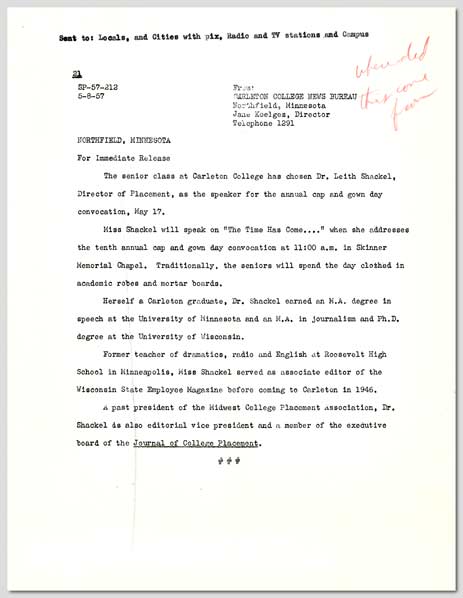 Sent to: Locals, and Cities with pix, Radio and TV stations and Campus
when did
this come
from
21
SP-57-212
5-8-57
From:
CARLETON COLLEGE NEWS BUREAU
Northfield, Minnesota
Jane Koelges, Director
Telephone 1291
NORTHFIELD, MINNESOTA
For Immediate Release
The senior class at Carleton College has chosen Dr. Leith Shackel,
Director of Placement, as the speaker for the annual cap and gown day
convocation, May 17.
Miss Shackel will speak on "The Time Has Come...." when she addresses
the tenth annual cap and gown day convocation at 11:00 a.m. in Skinner
Memorial Chapel. Traditionally, the seniors will spend the day clothed in
academic robes and mortar boards.
Herself a Carleton graduate, Dr. Shackel earned an M.A. degree in
speech at the University of Minnesota and an M.A. in journalism and Ph.D.
degree at the University of Wisconsin.
Former teacher of dramatics, radio and English at Roosevelt High
School in Minneapolis, Miss Shackel served as associate editor of the
Wisconsin State Employee Magazine before coming to Carleton in 1946.
A past president of the Midwest College Placement Association, Dr.
Shackel is also editorial vice president and a member of the executive
board of the Journal of College Placement.
# # #